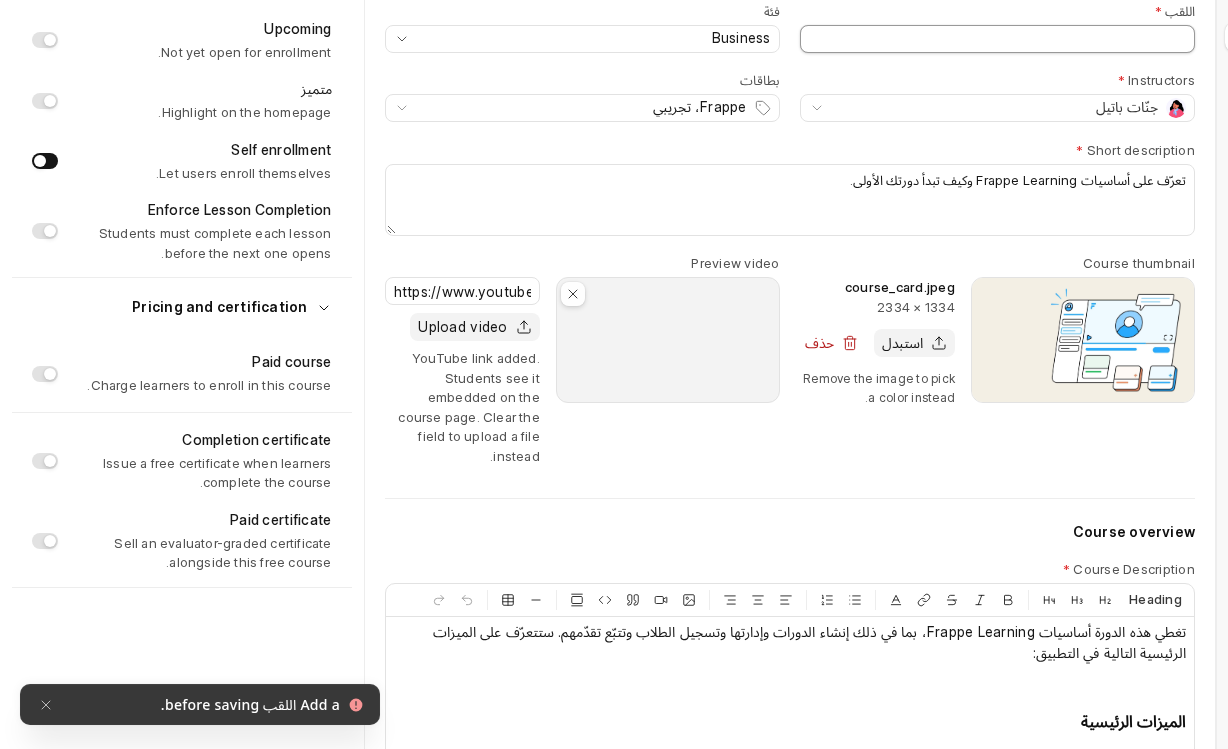 اللقب *
فئة
Business
Instructors *
بطاقات
جنّات باتيل
Frappe، تجريبي
Short description *
تعرّف على أساسيات Frappe Learning وكيف تبدأ دورتك الأولى.
Course thumbnail
course_card.jpeg
2334 × 1334
استبدل
حذف
Remove the image to pick
a color instead.
Preview video
https://www.youtube
Upload video
YouTube link added.
Students see it
embedded on the
course page. Clear the
field to upload a file
instead.
Course overview
Course Description *
Heading
H2
H3
H4
تغطي هذه الدورة أساسيات Frappe Learning، بما في ذلك إنشاء الدورات وإدارتها وتسجيل الطلاب وتتبّع تقدّمهم. ستتعرّف على الميزات
الرئيسية التالية في التطبيق:
الميزات الرئيسية
Upcoming
Not yet open for enrollment.
متميز
Highlight on the homepage.
Self enrollment
Let users enroll themselves.
Enforce Lesson Completion
Students must complete each lesson
before the next one opens.
Pricing and certification
Paid course
Charge learners to enroll in this course.
Completion certificate
Issue a free certificate when learners
complete the course.
Paid certificate
Sell an evaluator-graded certificate
alongside this free course.
Add a اللقب before saving.